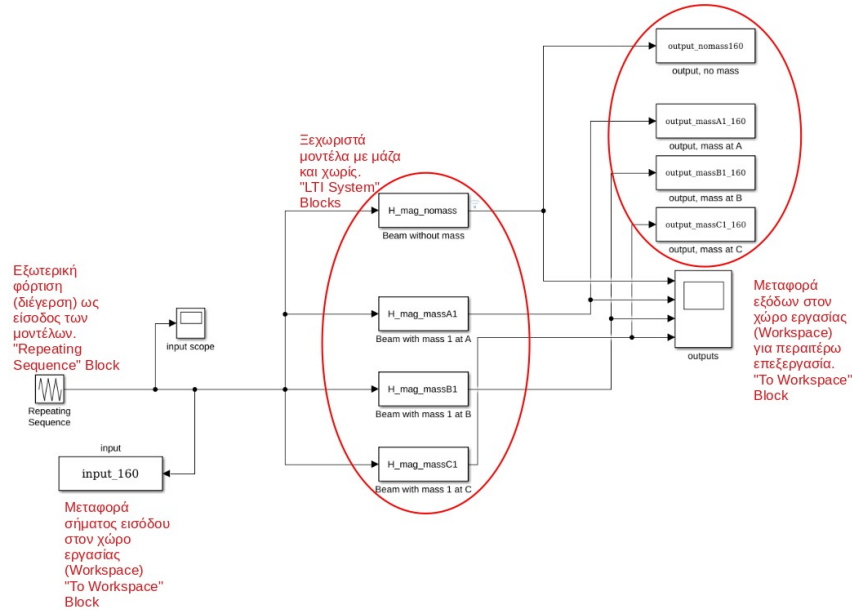 output_nomass160
output, no mass
output_massA1_160
output, mass at A
output_massB1_160
output, mass at B
output_massC1_160
output, mass at C
Ξεχωριστά
μοντέλα με μάζα
και χωρίς.
"LTI System"
Blocks
H_mag_nomass
Beam without mass
Εξωτερική
φόρτιση
(διέγερση) ως
είσοδος των
μοντέλων.
"Repeating
Sequence" Block
input scope
H_mag_massA1
Beam with mass 1 at A
outputs
Μεταφορά
εξόδων στον
χώρο εργασίας
(Workspace)
για περαιτέρω
επεξεργασία.
"To Workspace"
Block
Repeating
Sequence
H_mag_massB1
Beam with mass 1 at B
input
input_160
H_mag_massC1
Beam with mass 1 at C
Μεταφορά
σήματος εισόδου
στον χώρο
εργασίας
(Workspace)
"To Workspace"
Block